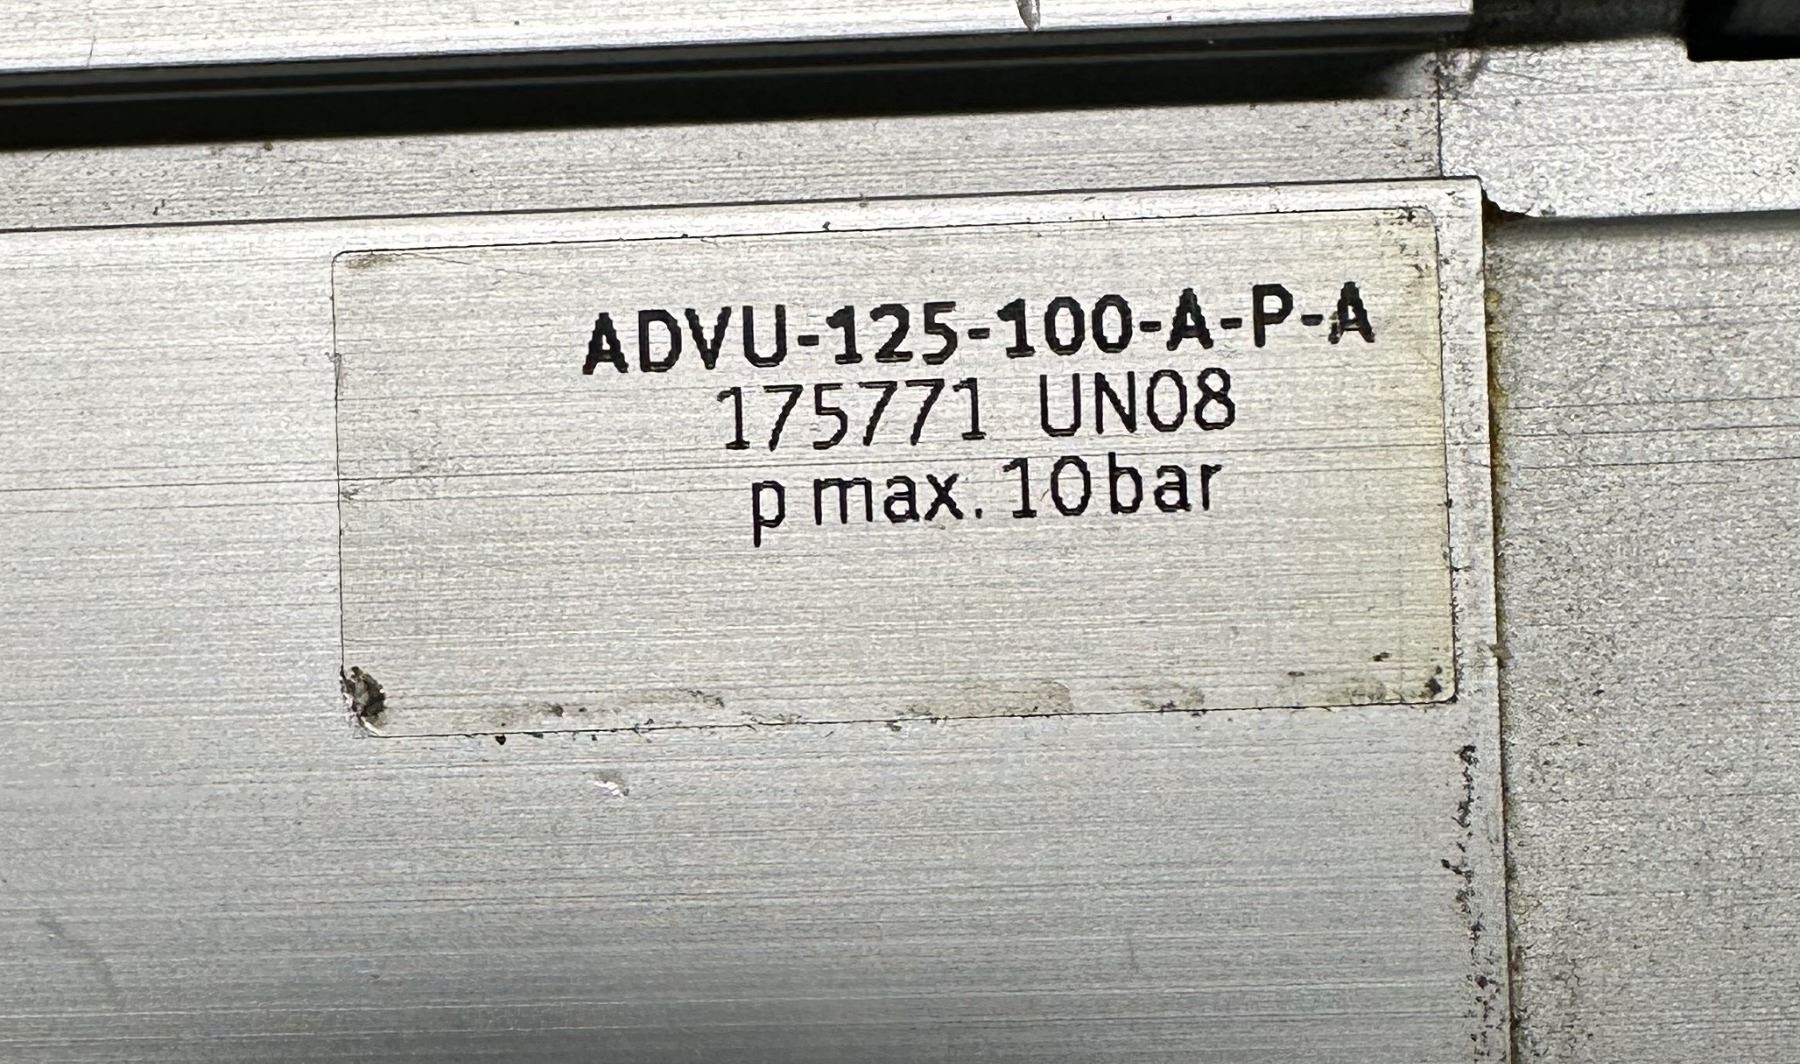 ADVU-125-100-A-P-A
175771 UN08
p max. 10 bar